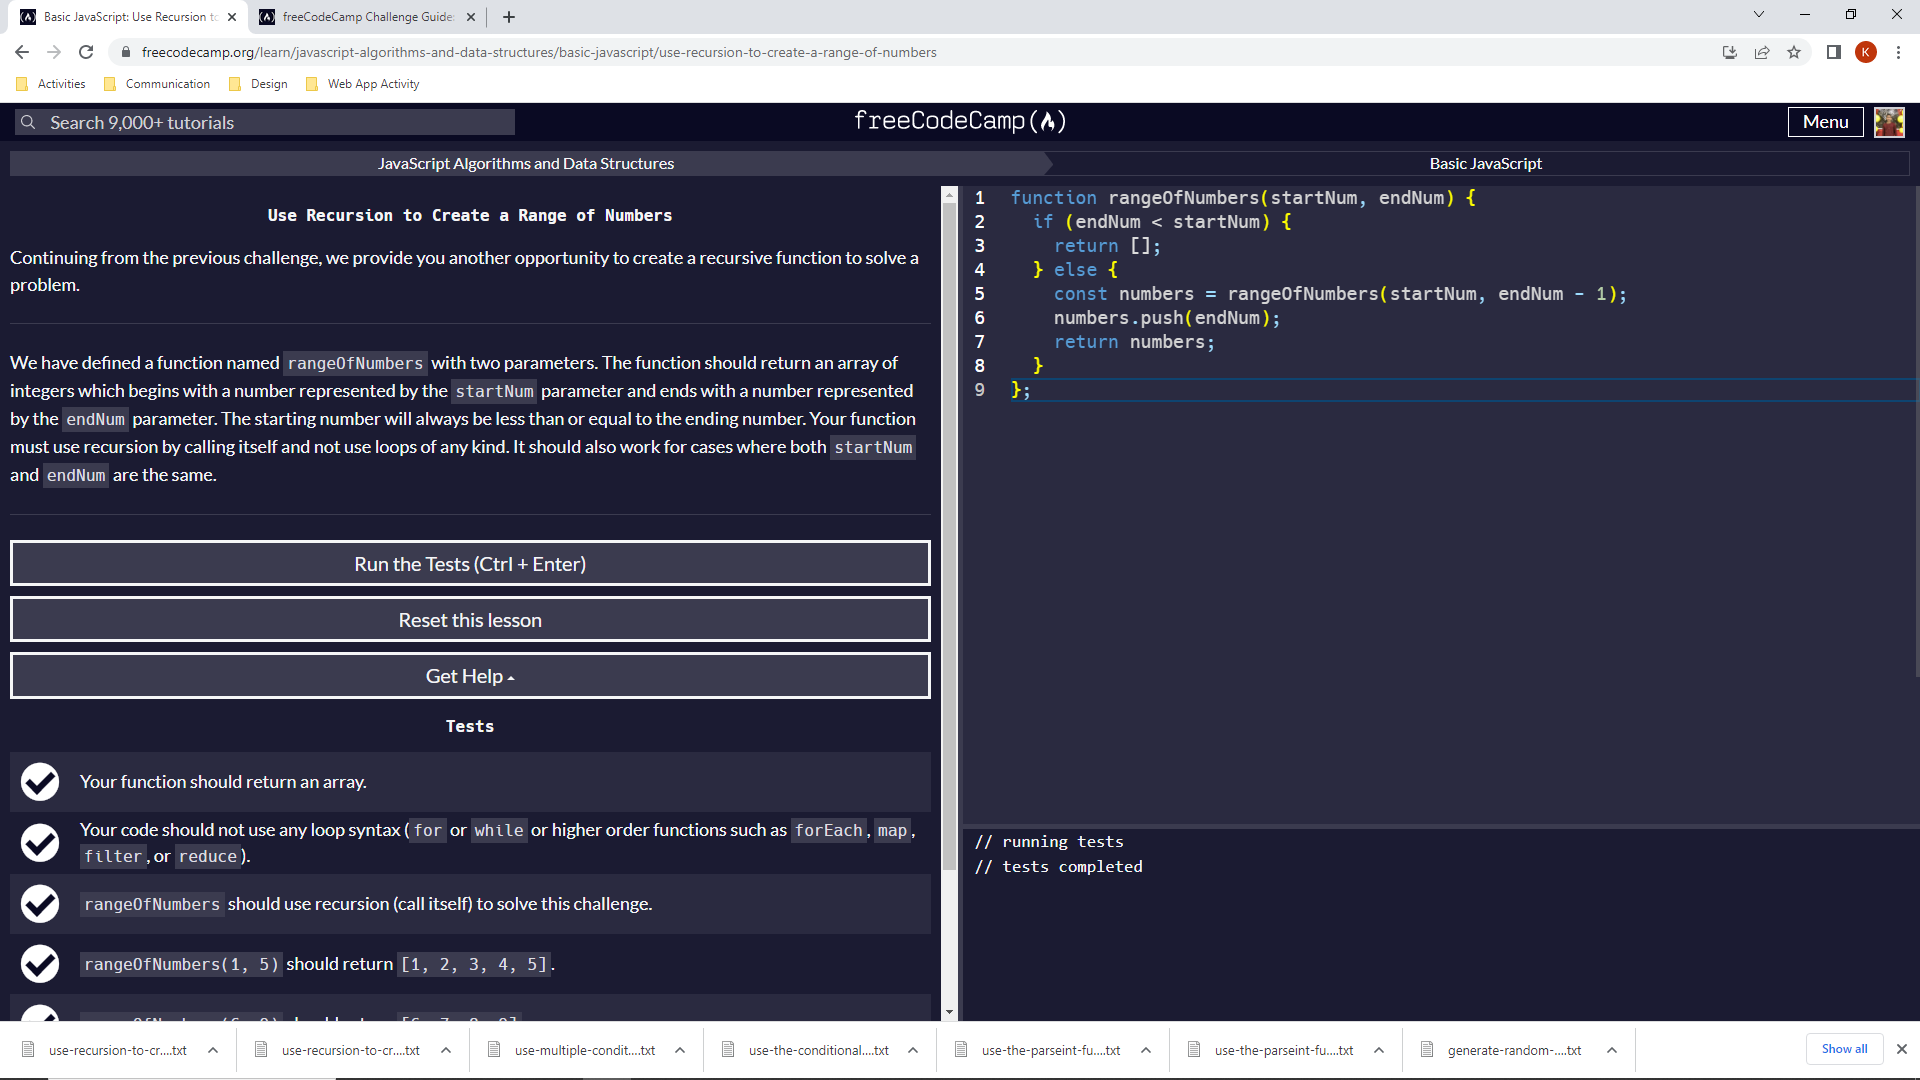 Basic JavaScript: Use Recursion to
freeCodeCamp Challenge Guide:
freecodecamp.org/learn/javascript-algorithms-and-data-structures/basic-javascript/use-recursion-to-create-a-range-of-numbers
K
Activities
Communication
Design
Web App Activity
Search 9,000+ tutorials
freeCodeCamp
Menu
JavaScript Algorithms and Data Structures
Basic JavaScript
Use Recursion to Create a Range of Numbers
Continuing from the previous challenge, we provide you another opportunity to create a recursive function to solve a
problem.
We have defined a function named rangeOfNumbers with two parameters. The function should return an array of
integers which begins with a number represented by the startNum parameter and ends with a number represented
by the endNum parameter. The starting number will always be less than or equal to the ending number. Your function
must use recursion by calling itself and not use loops of any kind. It should also work for cases where both startNum
and endNum are the same.
Run the Tests (Ctrl + Enter)
Reset this lesson
Get Help
Tests
Your function should return an array.
Your code should not use any loop syntax (for or while or higher order functions such as forEach, map,
filter, or reduce).
rangeOfNumbers should use recursion (call itself) to solve this challenge.
rangeOfNumbers(1, 5) should return [1, 2, 3, 4, 5].
1 function rangeOfNumbers(startNum, endNum) {
2 if (endNum < startNum) {
3 return [];
4 } else {
5 const numbers = rangeOfNumbers(startNum, endNum - 1);
6 numbers.push(endNum);
7 return numbers;
8 }
9 };
// running tests
// tests completed
use-recursion-to-cr....txt
use-recursion-to-cr....txt
use-multiple-condit....txt
use-the-conditional....txt
use-the-parseint-fu....txt
use-the-parseint-fu....txt
generate-random-....txt
Show all